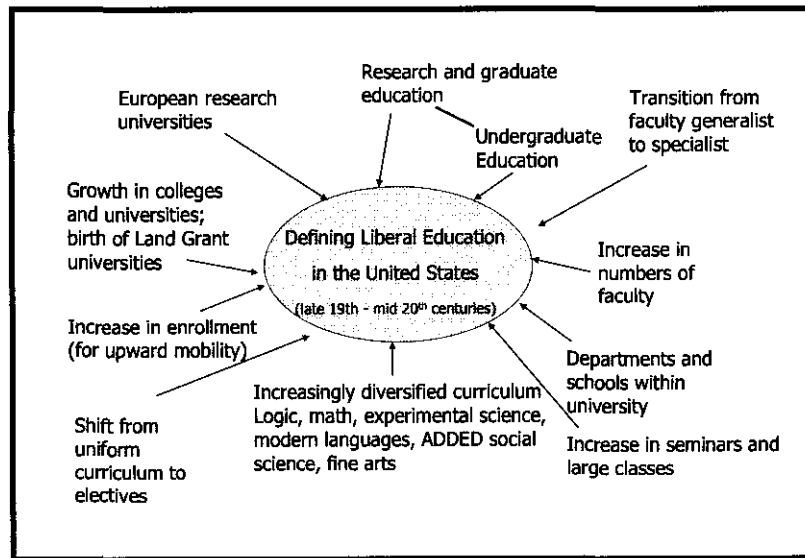 Research and graduate
education
European research
universities
Transition from
faculty generalist
to specialist
Undergraduate
Education
Growth in colleges
and universities;
birth of Land Grant
universities
Defining Liberal Education
in the United States
(late 19th - mid 20th centuries)
Increase in
numbers of
faculty
Increase in enrollment
(for upward mobility)
Departments and
schools within
university
Increasingly diversified curriculum
Logic, math, experimental science,
modern languages, ADDED social
science, fine arts
Shift from
uniform
curriculum to
electives
Increase in seminars and
large classes